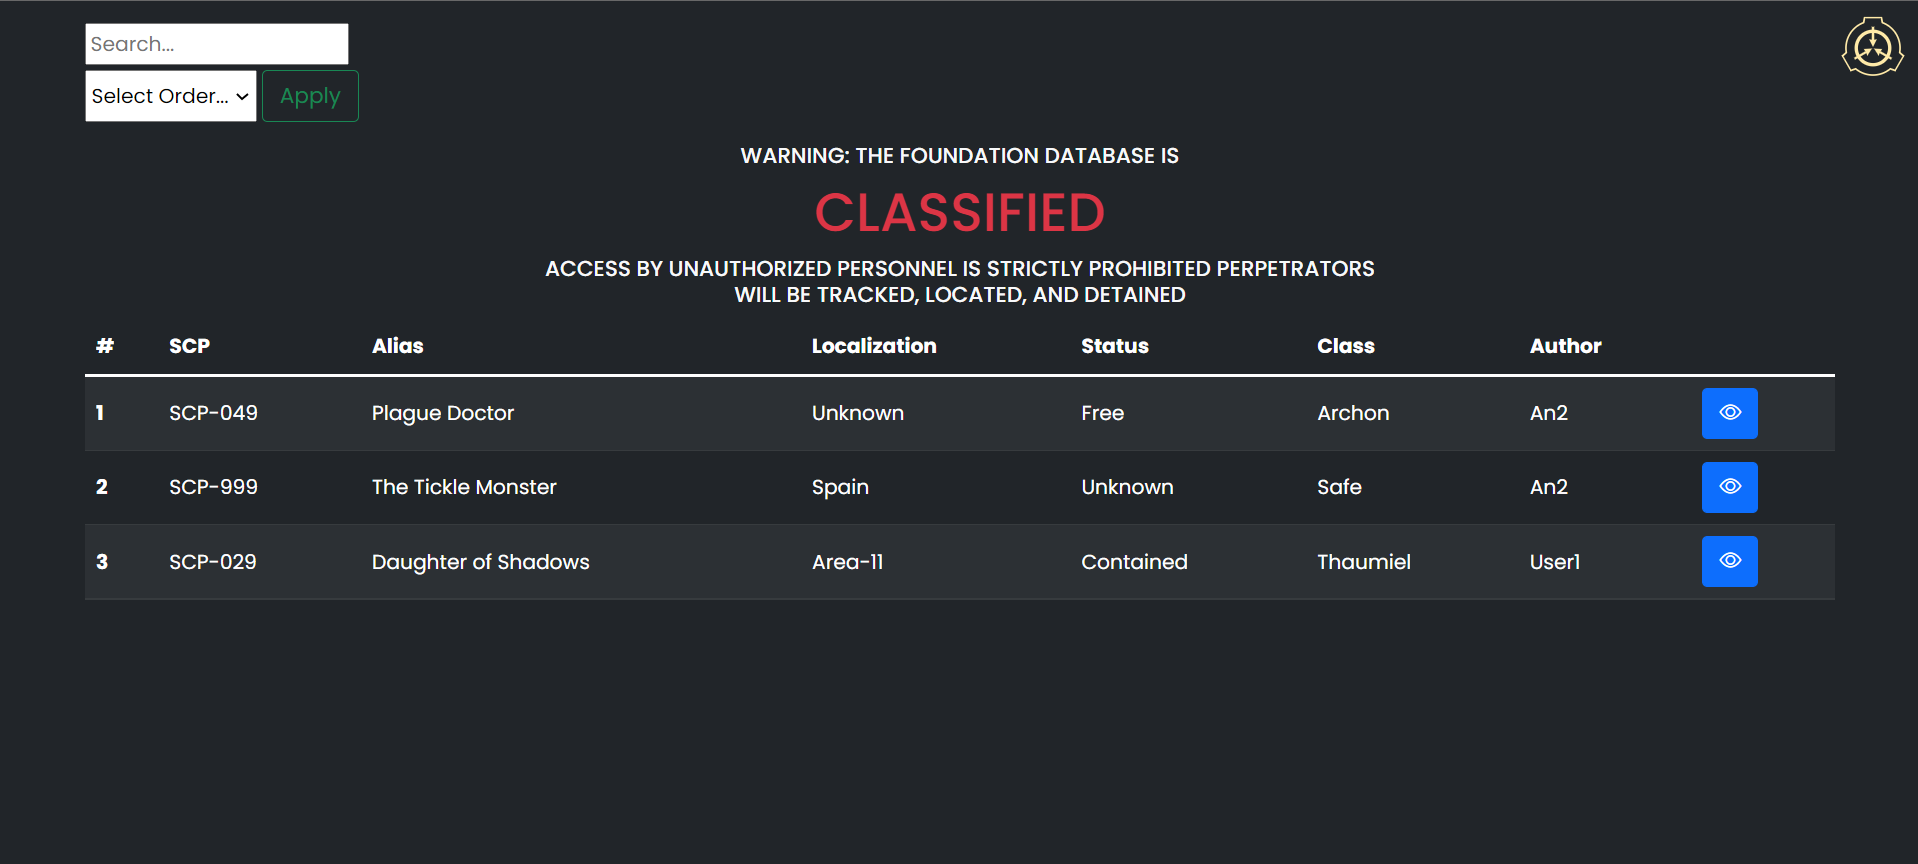 Search...
Select Order... Apply
WARNING: THE FOUNDATION DATABASE IS
CLASSIFIED
ACCESS BY UNAUTHORIZED PERSONNEL IS STRICTLY PROHIBITED PERPETRATORS
WILL BE TRACKED, LOCATED, AND DETAINED
# SCP Alias Localization Status Class Author
1 SCP-049 Plague Doctor Unknown Free Archon An2
2 SCP-999 The Tickle Monster Spain Unknown Safe An2
3 SCP-029 Daughter of Shadows Area-11 Contained Thaumiel User1